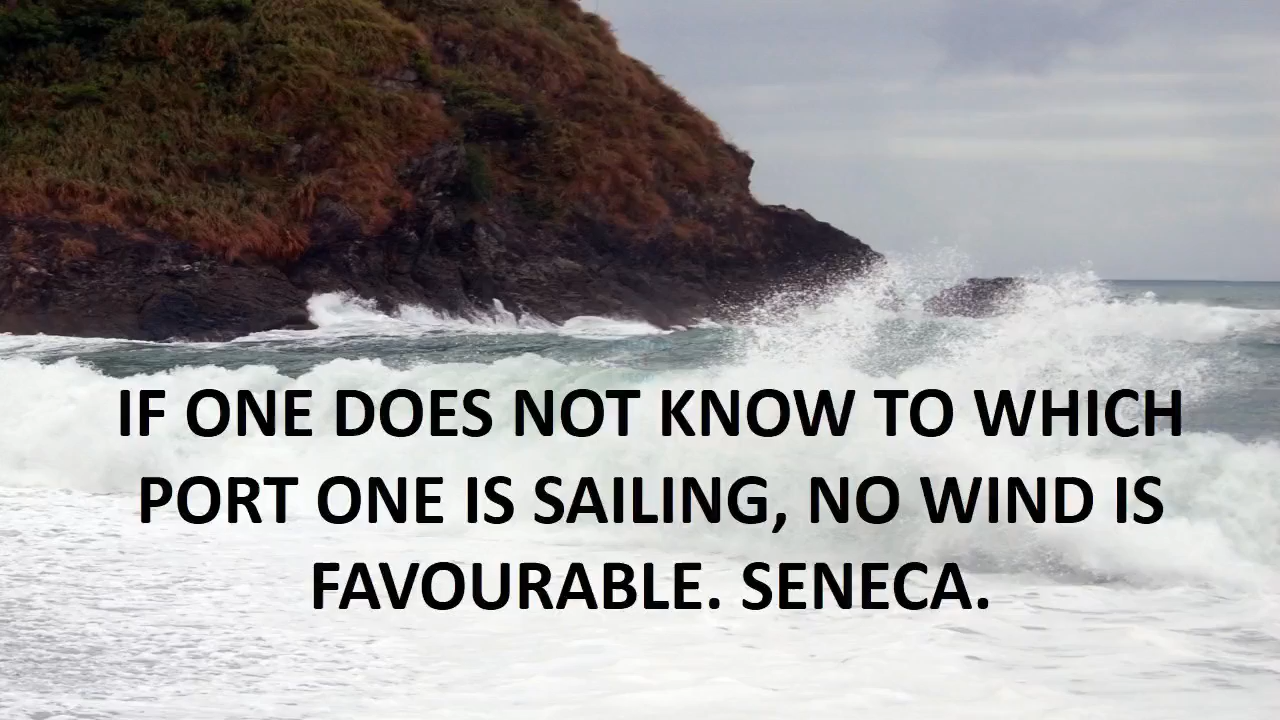 IF ONE DOES NOT KNOW TO WHICH
PORT ONE IS SAILING, NO WIND IS
FAVOURABLE. SENECA.